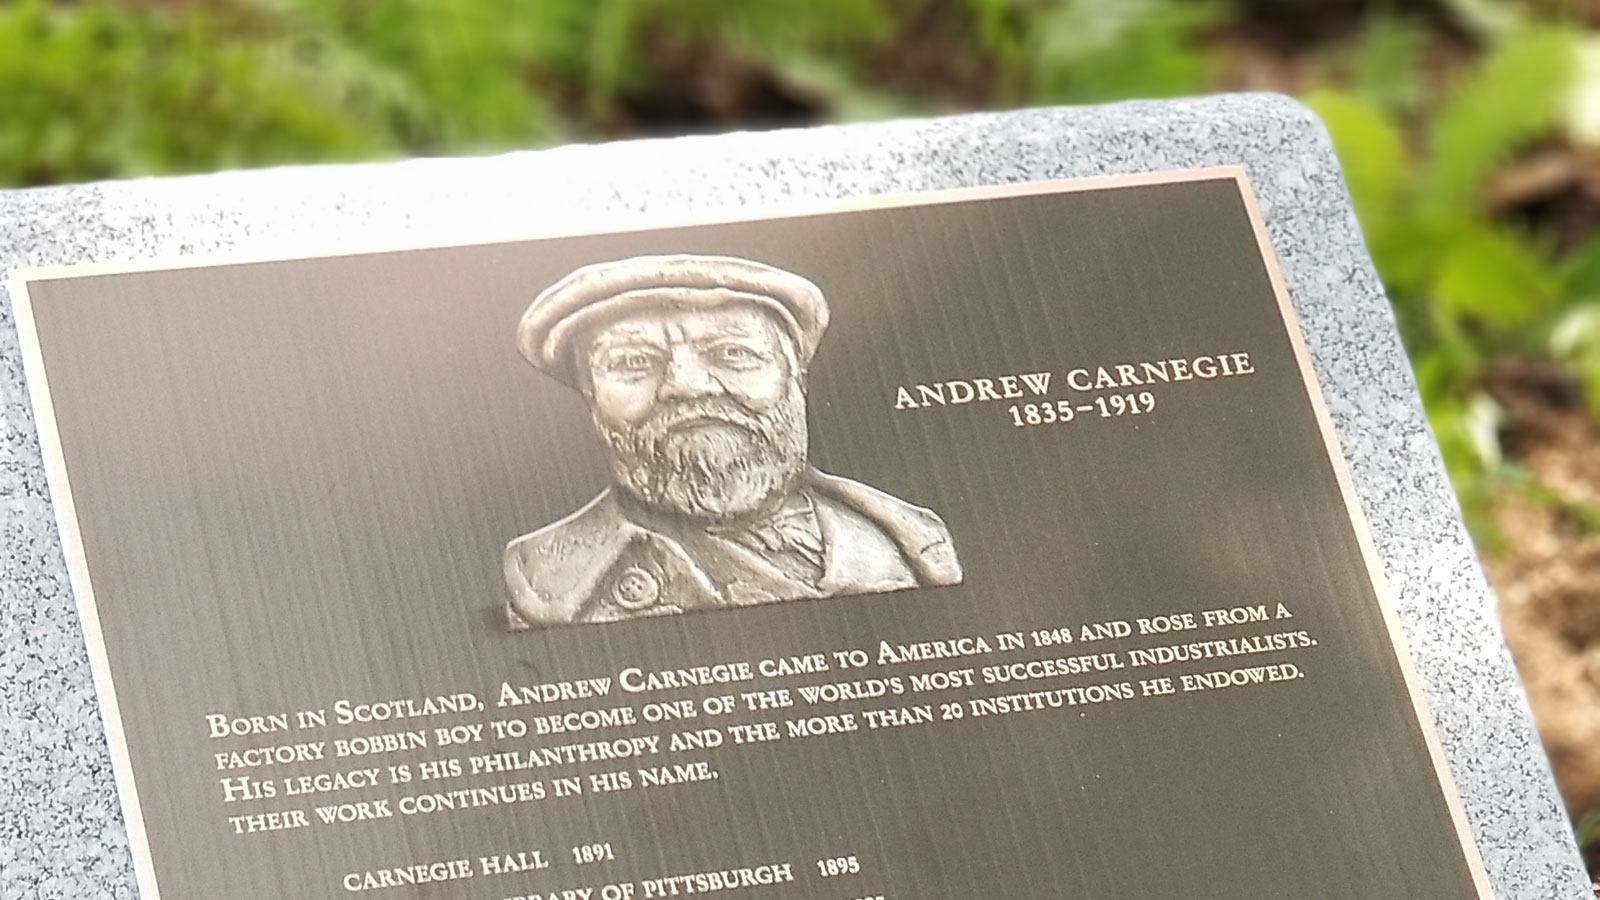 ANDREW CARNEGIE
1835–1919
BORN IN SCOTLAND, ANDREW CARNEGIE CAME TO AMERICA IN 1848 AND ROSE FROM A
FACTORY BOBBIN BOY TO BECOME ONE OF THE WORLD'S MOST SUCCESSFUL INDUSTRIALISTS.
HIS LEGACY IS HIS PHILANTHROPY AND THE MORE THAN 20 INSTITUTIONS HE ENDOWED.
THEIR WORK CONTINUES IN HIS NAME.
CARNEGIE HALL 1891
OF PITTSBURGH 1895